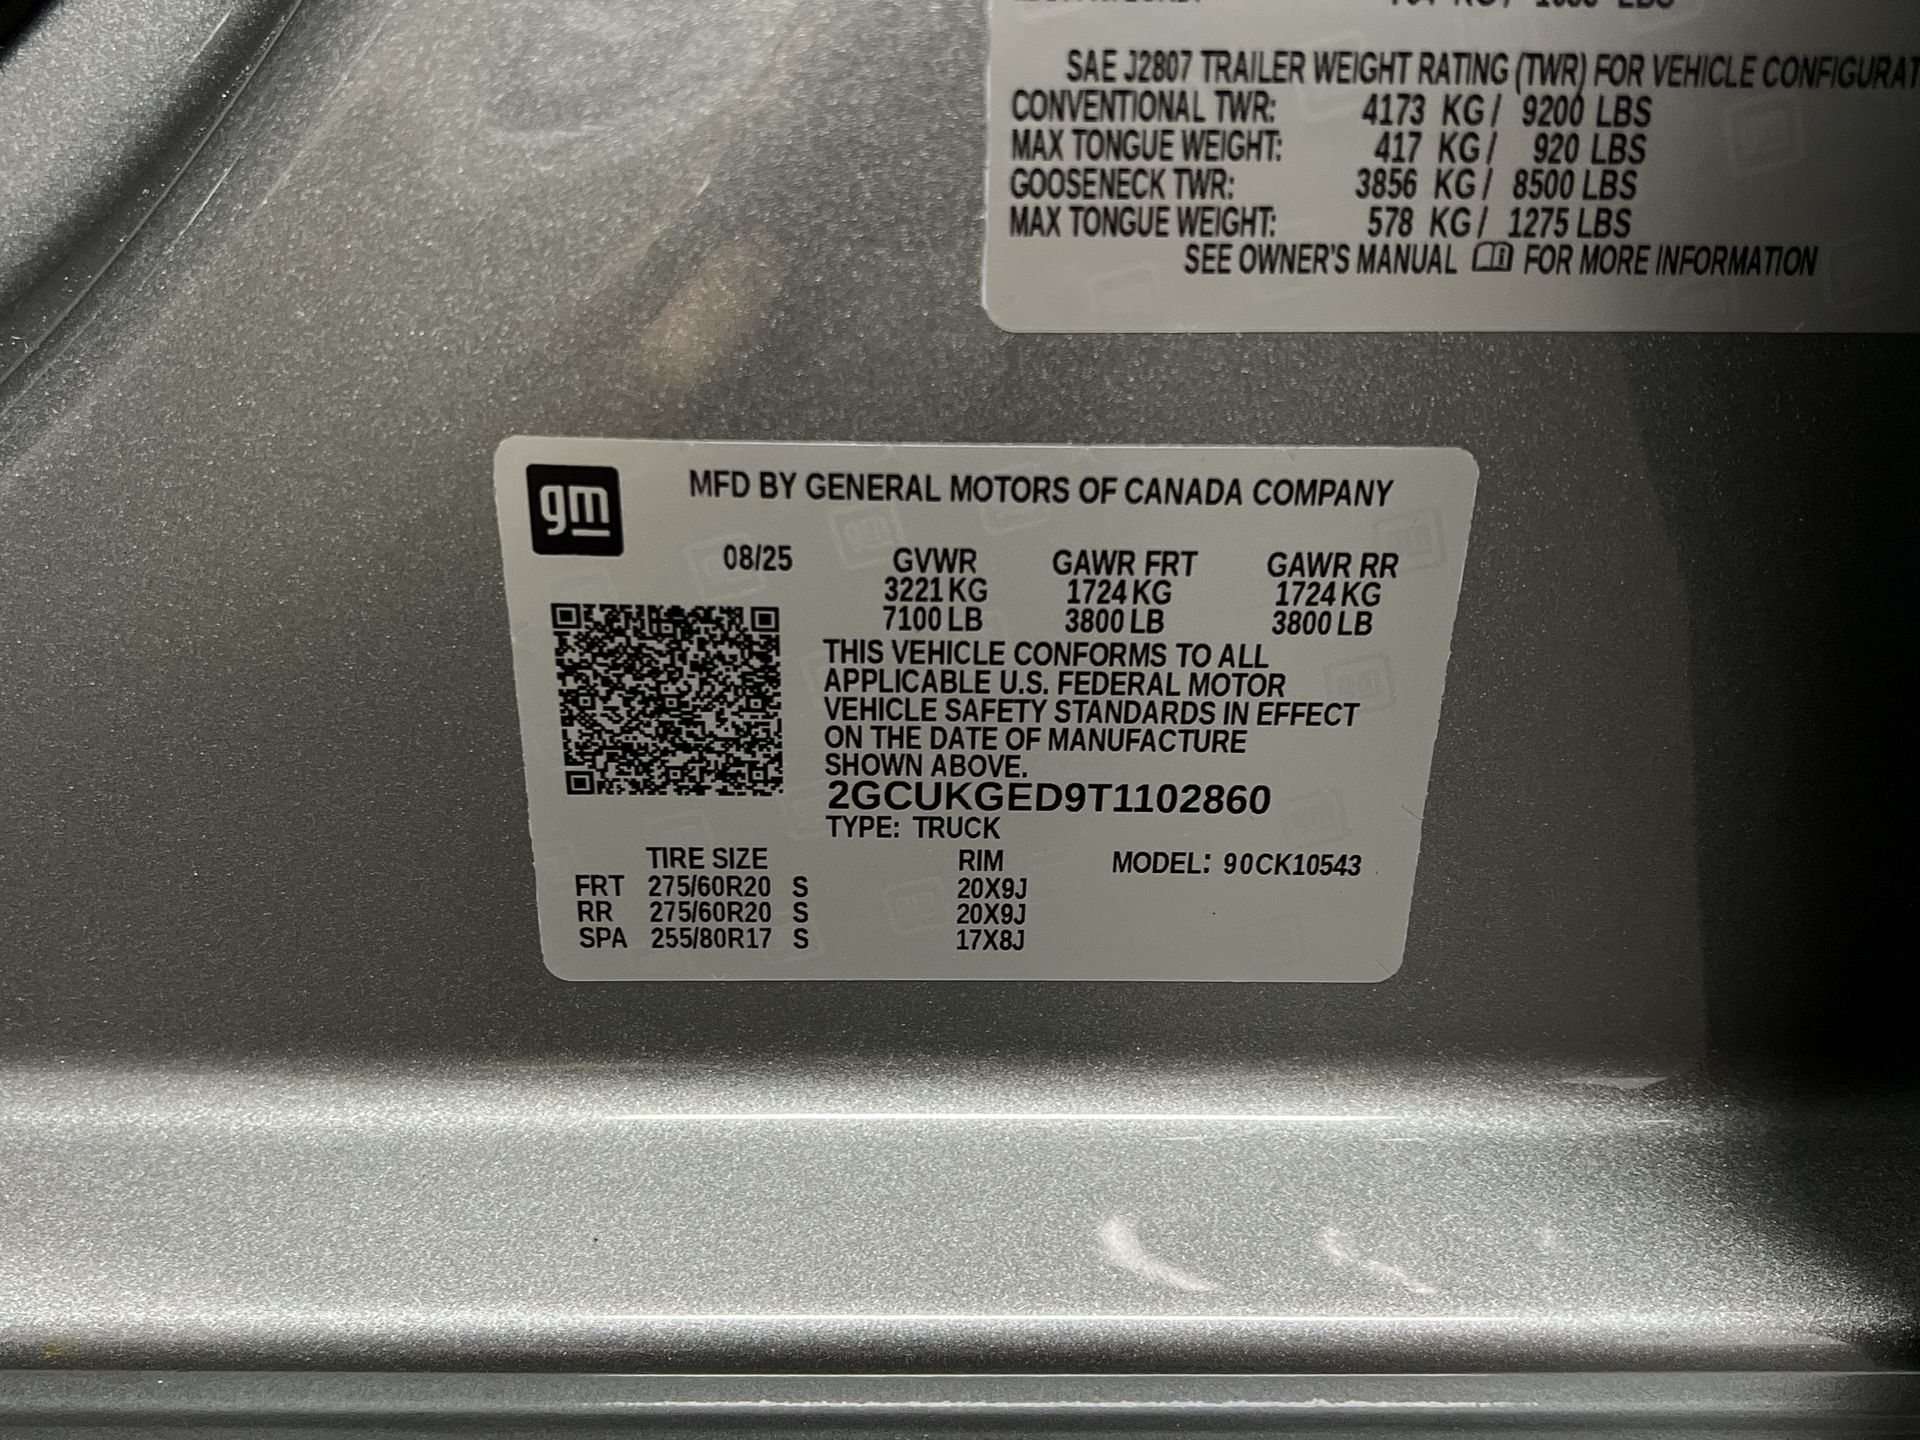 SAE J2807 TRAILER WEIGHT RATING (TWR) FOR VEHICLE CONFIGURAT
CONVENTIONAL TWR: 4173 KG / 9200 LBS
MAX TONGUE WEIGHT: 417 KG / 920 LBS
GOOSENECK TWR: 3856 KG / 8500 LBS
MAX TONGUE WEIGHT: 578 KG / 1275 LBS
SEE OWNER'S MANUAL FOR MORE INFORMATION
gm
MFD BY GENERAL MOTORS OF CANADA COMPANY
08/25 GVWR GAWR FRT GAWR RR
3221 KG 1724 KG 1724 KG
7100 LB 3800 LB 3800 LB
THIS VEHICLE CONFORMS TO ALL
APPLICABLE U.S. FEDERAL MOTOR
VEHICLE SAFETY STANDARDS IN EFFECT
ON THE DATE OF MANUFACTURE
SHOWN ABOVE.
2GCUKGED9T1102860
TYPE: TRUCK
TIRE SIZE RIM MODEL: 90CK10543
FRT 275/60R20 S 20X9J
RR 275/60R20 S 20X9J
SPA 255/80R17 S 17X8J